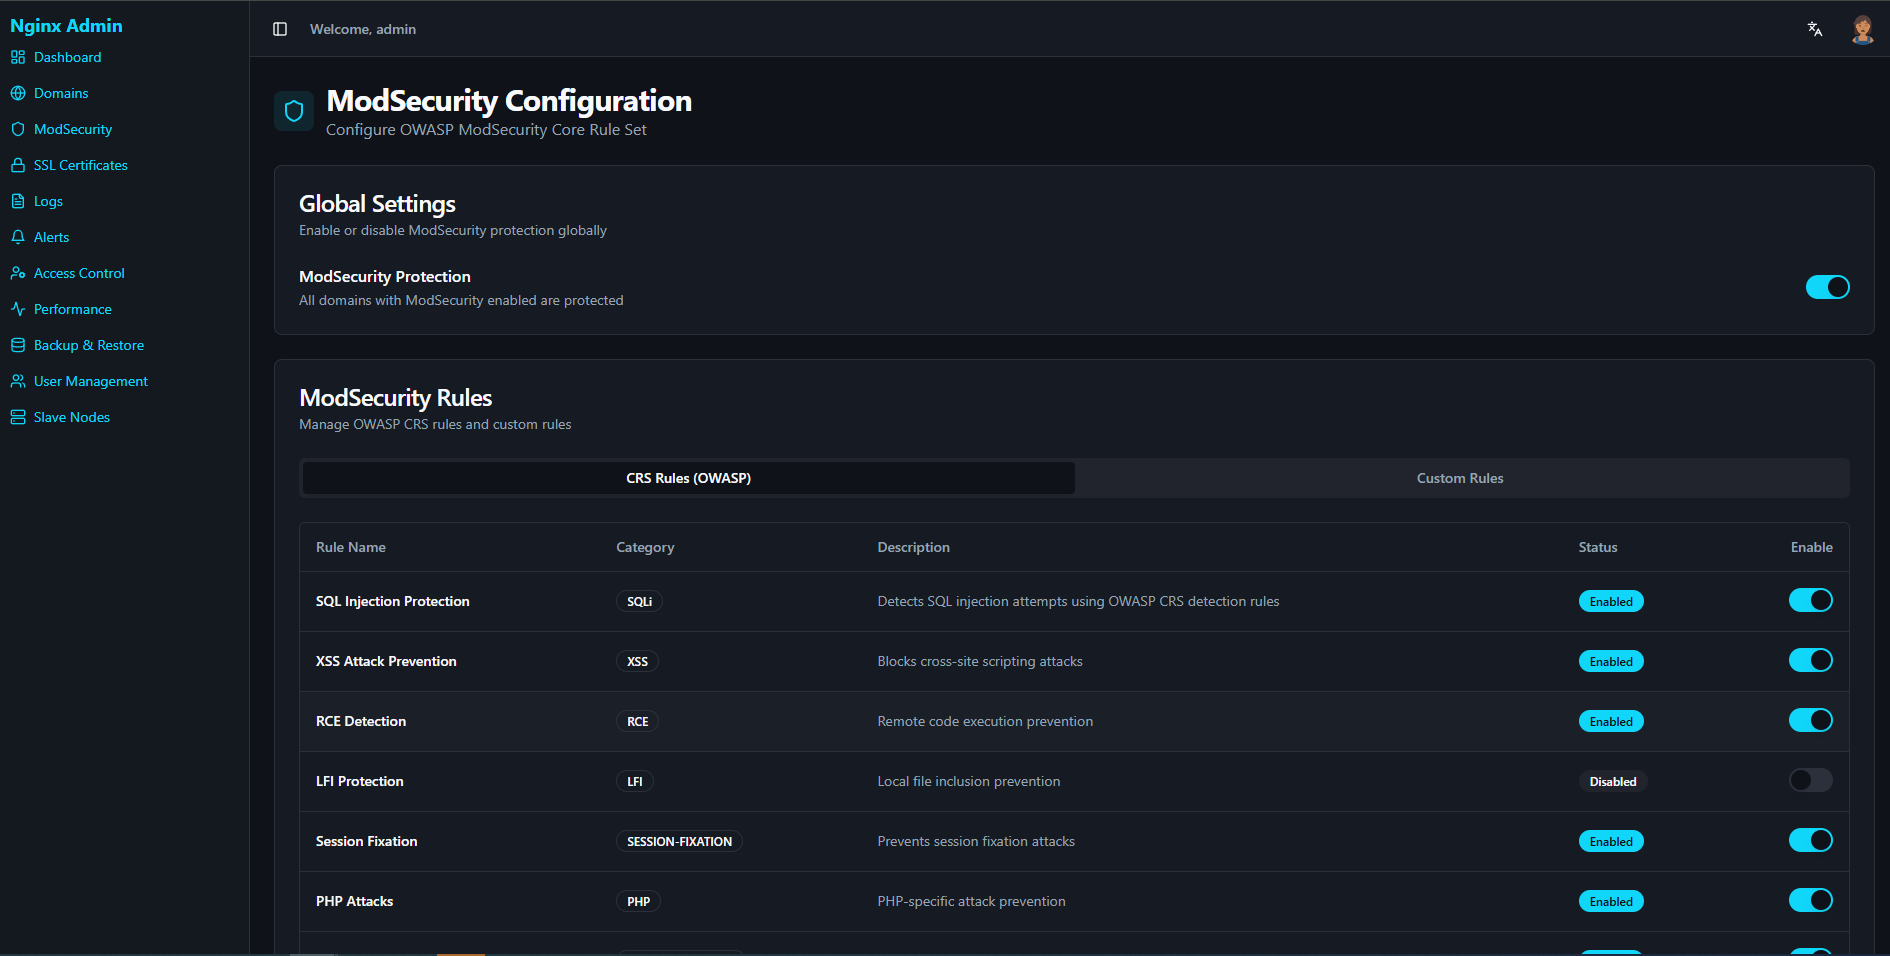 Nginx Admin
Dashboard
Domains
ModSecurity
SSL Certificates
Logs
Alerts
Access Control
Performance
Backup & Restore
User Management
Slave Nodes
Welcome, admin
ModSecurity Configuration
Configure OWASP ModSecurity Core Rule Set
Global Settings
Enable or disable ModSecurity protection globally
ModSecurity Protection
All domains with ModSecurity enabled are protected
ModSecurity Rules
Manage OWASP CRS rules and custom rules
CRS Rules (OWASP) Custom Rules
Rule Name Category Description Status Enable
SQL Injection Protection SQLi Detects SQL injection attempts using OWASP CRS detection rules Enabled
XSS Attack Prevention XSS Blocks cross-site scripting attacks Enabled
RCE Detection RCE Remote code execution prevention Enabled
LFI Protection LFI Local file inclusion prevention Disabled
Session Fixation SESSION-FIXATION Prevents session fixation attacks Enabled
PHP Attacks PHP PHP-specific attack prevention Enabled